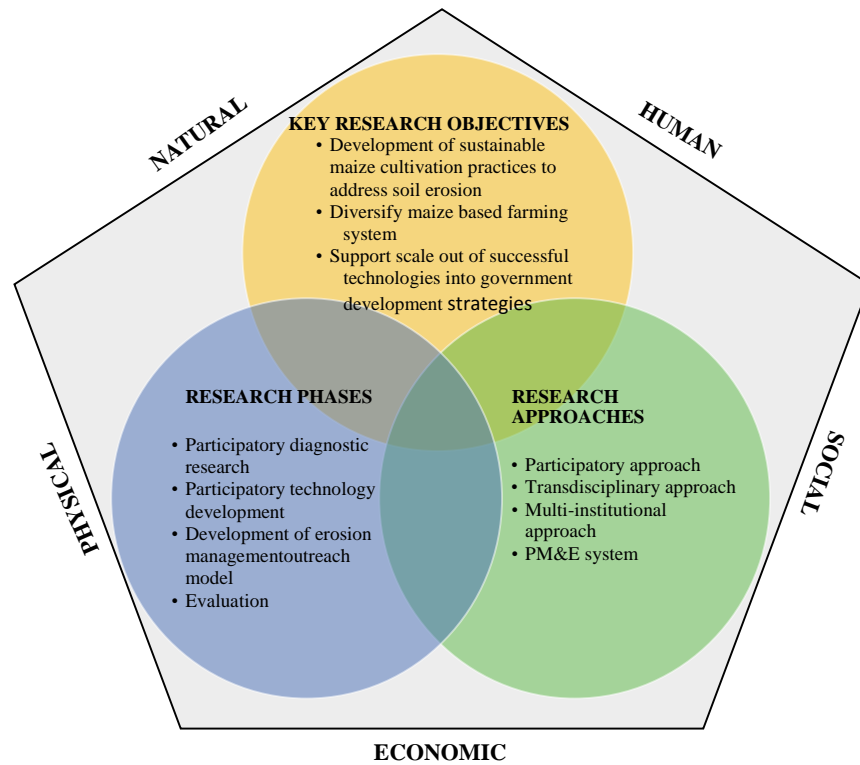 NATURAL
HUMAN
KEY RESEARCH OBJECTIVES
• Development of sustainable
maize cultivation practices to
address soil erosion
• Diversify maize based farming
system
• Support scale out of successful
technologies into government
development strategies
RESEARCH PHASES
• Participatory diagnostic
research
• Participatory technology
development
• Development of erosion
managementoutreach
model
• Evaluation
RESEARCH
APPROACHES
• Participatory approach
• Transdisciplinary approach
• Multi-institutional
approach
• PM&E system
PHYSICAL
SOCIAL
ECONOMIC